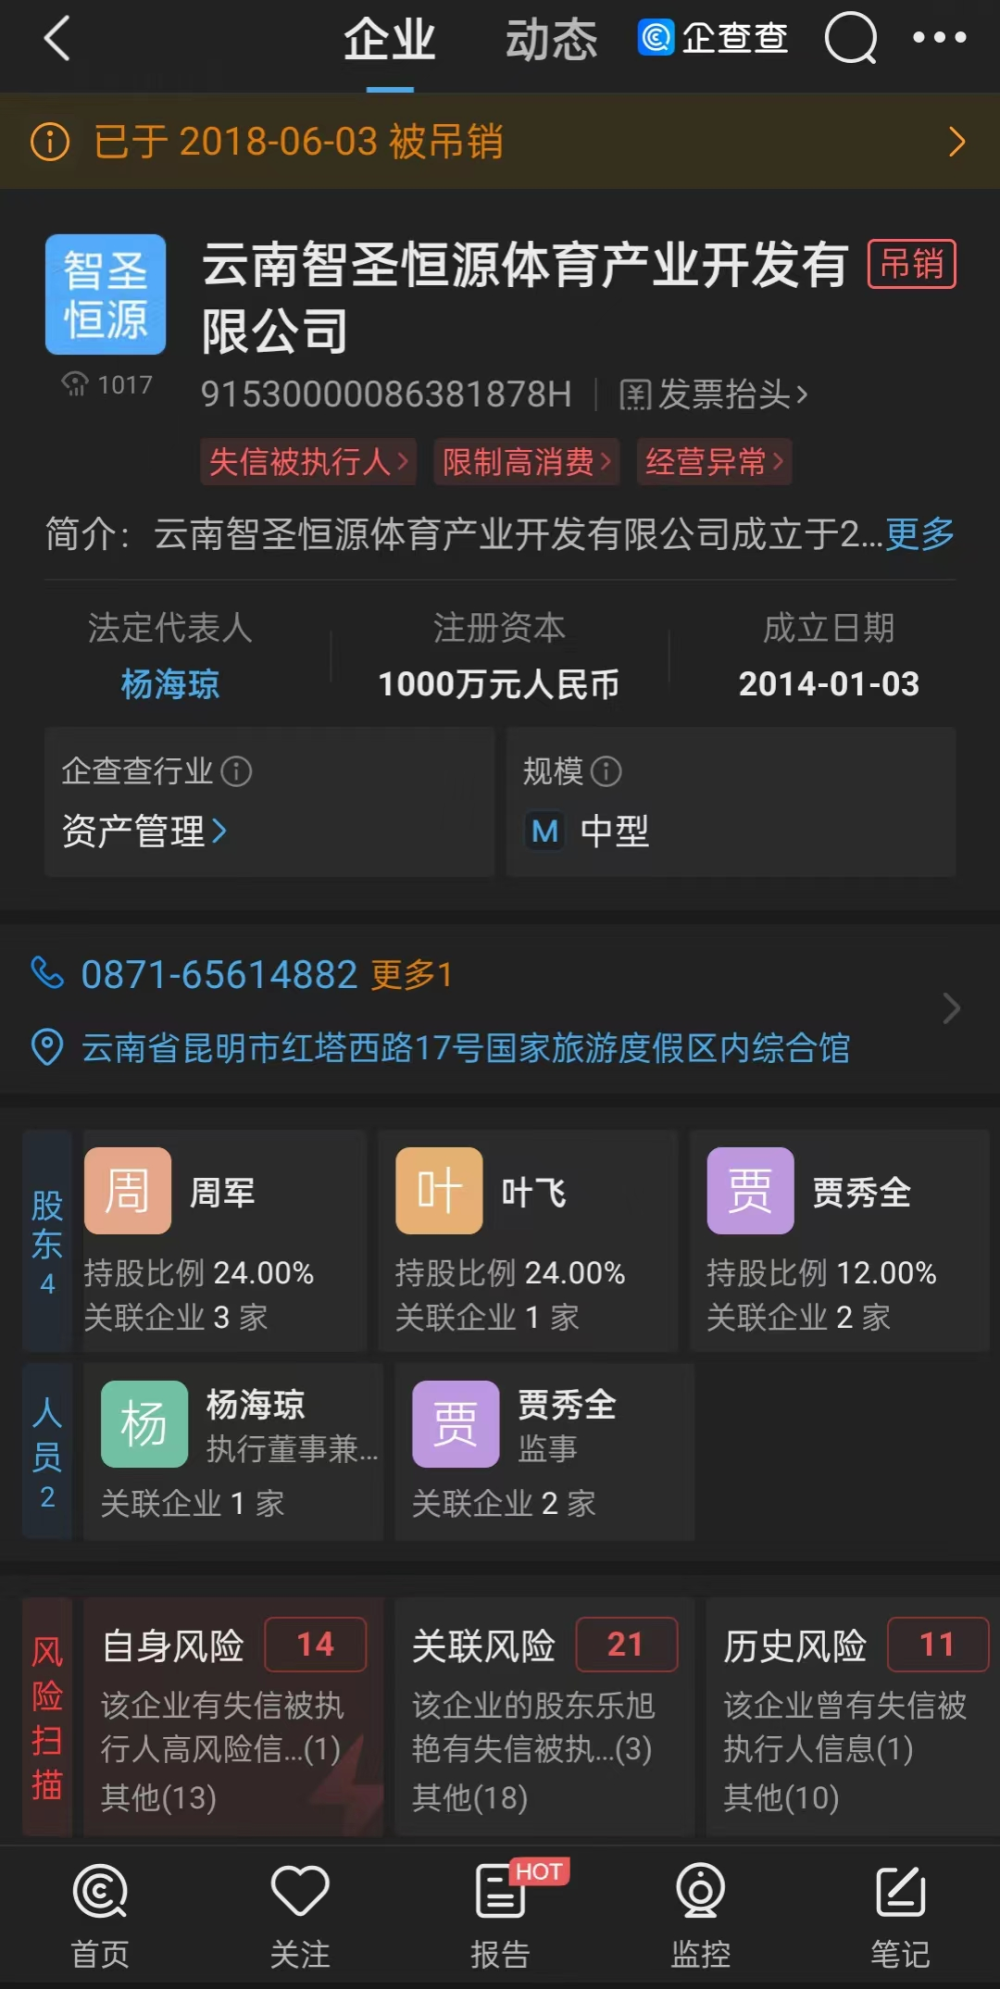 企业 动态 企查查
已于 2018-06-03 被吊销
智圣恒源
云南智圣恒源体育产业开发有限公司 吊销
1017
91530000086381878H 发票抬头
失信被执行人 限制高消费 经营异常
简介：云南智圣恒源体育产业开发有限公司成立于2...更多
法定代表人 注册资本 成立日期
杨海琼 1000万元人民币 2014-01-03
企查查行业 规模
资产管理 M 中型
0871-65614882 更多1
云南省昆明市红塔西路17号国家旅游度假区内综合馆
股东4
周 周军 叶 叶飞 贾 贾秀全
持股比例 24.00% 持股比例 24.00% 持股比例 12.00%
关联企业 3 家 关联企业 1 家 关联企业 2 家
人员2
杨 杨海琼 贾 贾秀全
执行董事兼... 监事
关联企业 1 家 关联企业 2 家
风险扫描
自身风险 14 关联风险 21 历史风险 11
该企业有失信被执 该企业的股东乐旭 该企业曾有失信被
行人高风险信...(1) 艳有失信被执...(3) 执行人信息(1)
其他(13) 其他(18) 其他(10)
HOT
首页 关注 报告 监控 笔记